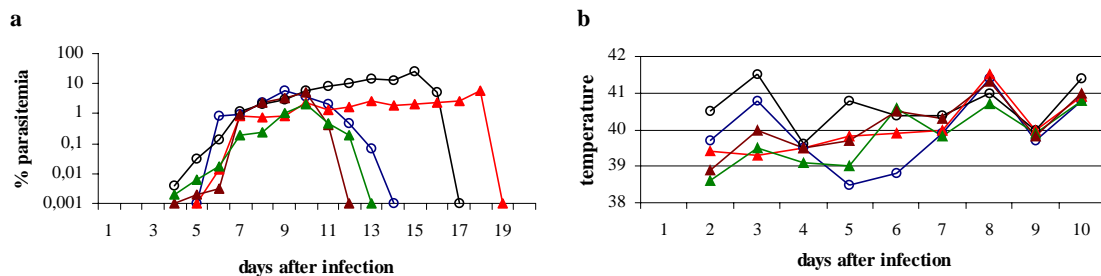 a
% parasitemia
100
10
1
0,1
0,01
0,001
1 3 5 7 9 11 13 15 17 19
days after infection
b
temperature
42
41
40
39
38
1 2 3 4 5 6 7 8 9 10
days after infection